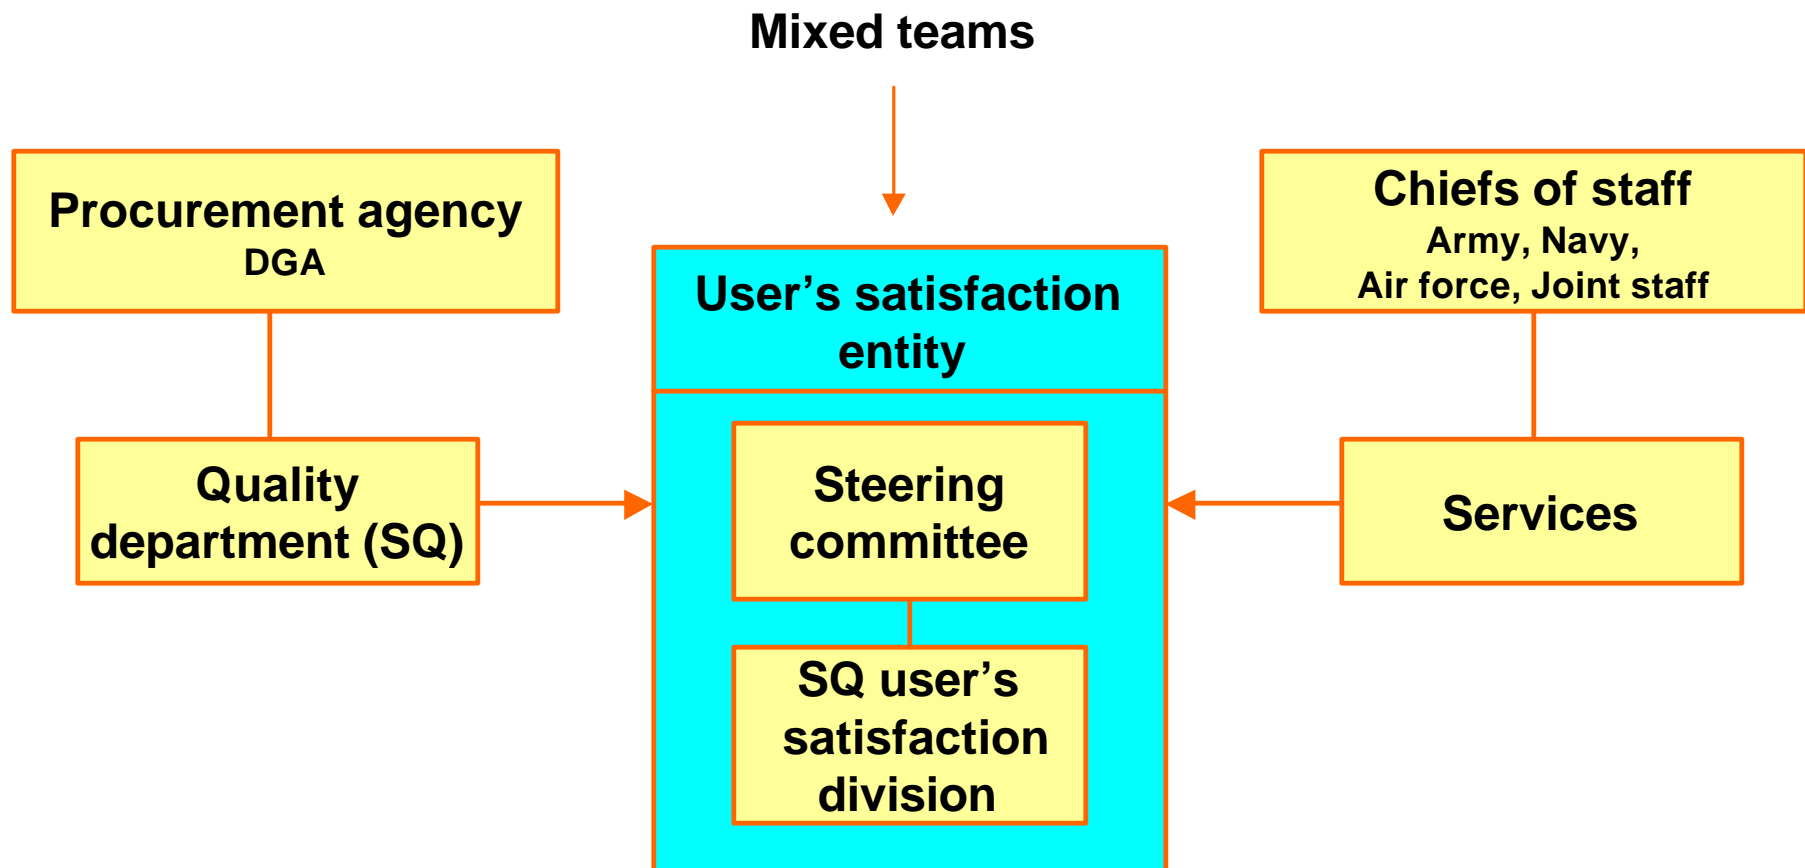 Mixed teams
Procurement agency
DGA
Chiefs of staff
Army, Navy,
Air force, Joint staff
User’s satisfaction
entity
Quality
department (SQ)
Steering
committee
Services
SQ user’s
satisfaction
division